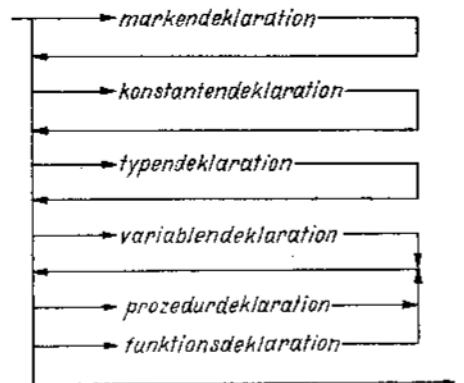 markendeklaration
konstantendeklaration
typendeklaration
variablendeklaration
prozedurdeklaration
funktionsdeklaration